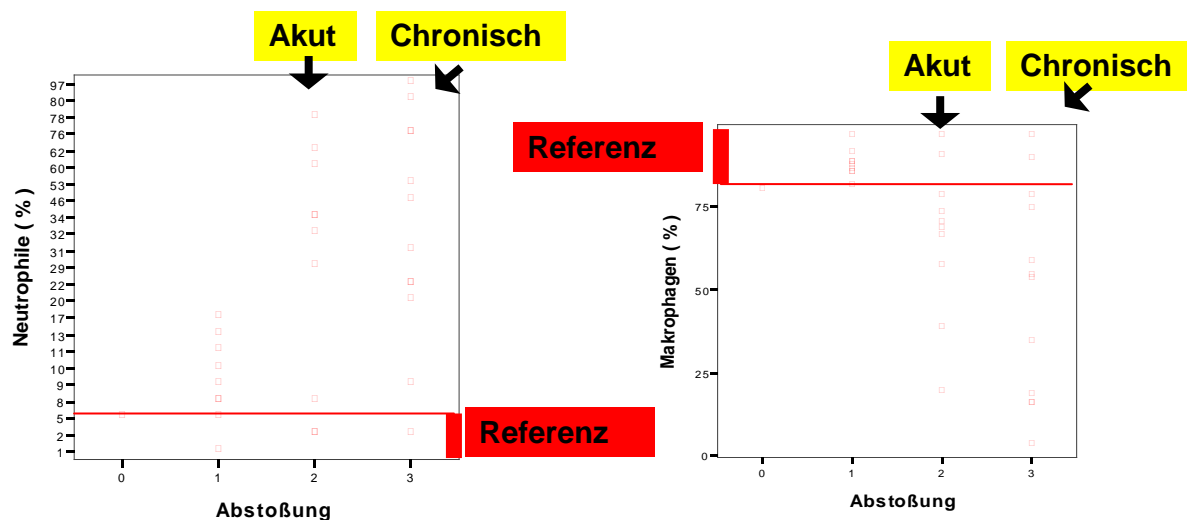 Akut
Chronisch
97
80
78
76
62
60
53
46
34
32
31
29
22
20
17
13
11
10
9
8
5
2
1
Neutrophile ( % )
Referenz
0 1 2 3
Abstoßung
Akut
Chronisch
Referenz
75
50
25
0
Makrophagen ( %)
0 1 2 3
Abstoßung